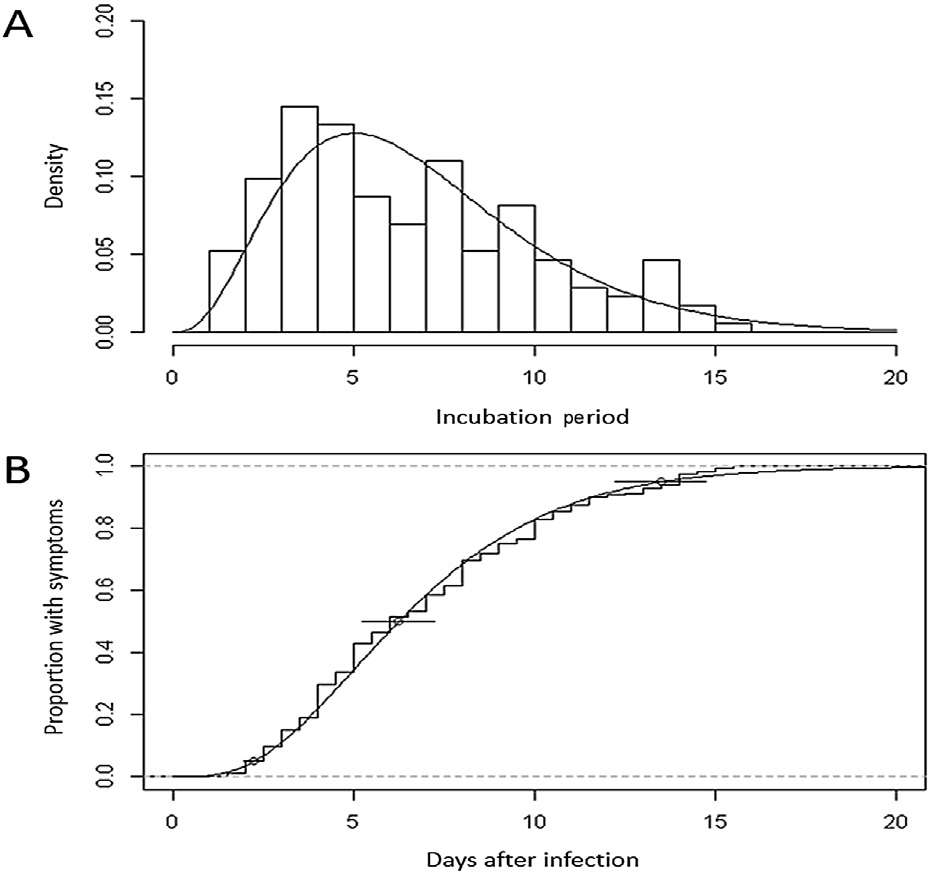 A
0.20
0.15
0.10
0.05
0.00
Density
0 5 10 15 20
Incubation period
B
1.0
0.8
0.6
0.4
0.2
0.0
Proportion with symptoms
0 5 10 15 20
Days after infection